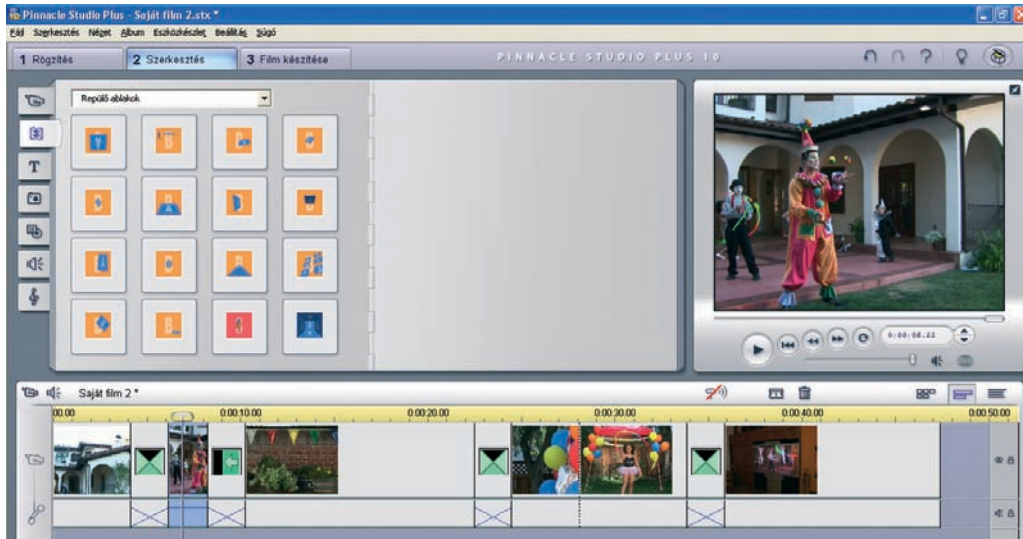 Pinnacle Studio Plus - Saját film 2.stx *
Fájl Szerkesztés Nézet Album Eszközkészlet Beállítás Súgó
1 Rögzítés 2 Szerkesztés 3 Film készítése PINNACLE STUDIO PLUS 10
Repülő ablakok
T
0:00:06.22
Saját film 2 *
00.00 0:00:10.00 0:00:20.00 0:00:30.00 0:00:40.00 0:00:50.00